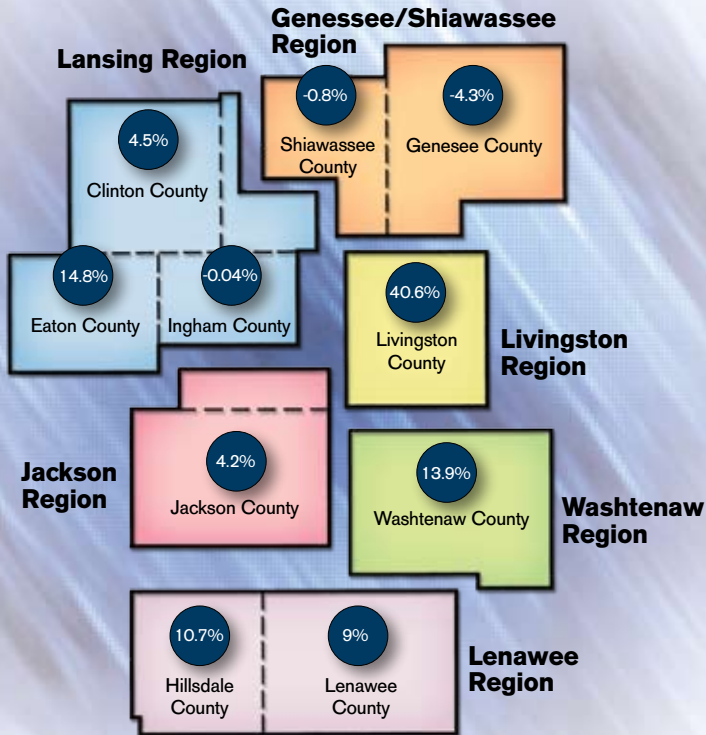 Genessee/Shiawassee
Region
Lansing Region
-0.8%
Shiawassee
County
-4.3%
Genesee County
4.5%
Clinton County
14.8%
Eaton County
-0.04%
Ingham County
40.6%
Livingston
County
Livingston
Region
Jackson
Region
4.2%
Jackson County
13.9%
Washtenaw County
Washtenaw
Region
10.7%
Hillsdale
County
9%
Lenawee
County
Lenawee
Region